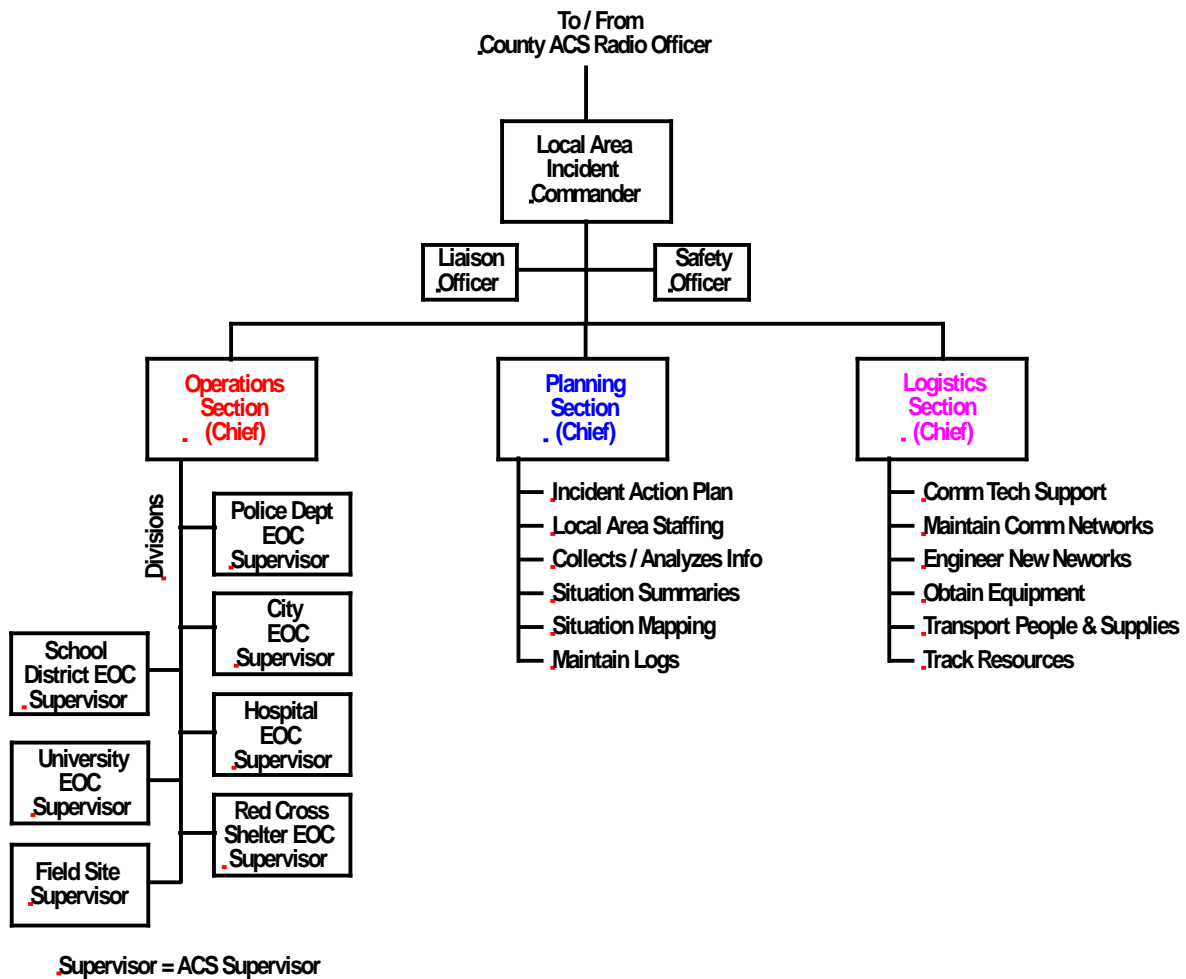 To / From
County ACS Radio Officer
Local Area
Incident
Commander
Liaison
Officer
Safety
Officer
Operations
Section
(Chief)
Planning
Section
(Chief)
Logistics
Section
(Chief)
Divisions
Police Dept
EOC
Supervisor
City
EOC
Supervisor
School
District EOC
Supervisor
Hospital
EOC
Supervisor
University
EOC
Supervisor
Red Cross
Shelter EOC
Supervisor
Field Site
Supervisor
Incident Action Plan
Local Area Staffing
Collects / Analyzes Info
Situation Summaries
Situation Mapping
Maintain Logs
Comm Tech Support
Maintain Comm Networks
Engineer New Neworks
Obtain Equipment
Transport People & Supplies
Track Resources
Supervisor = ACS Supervisor